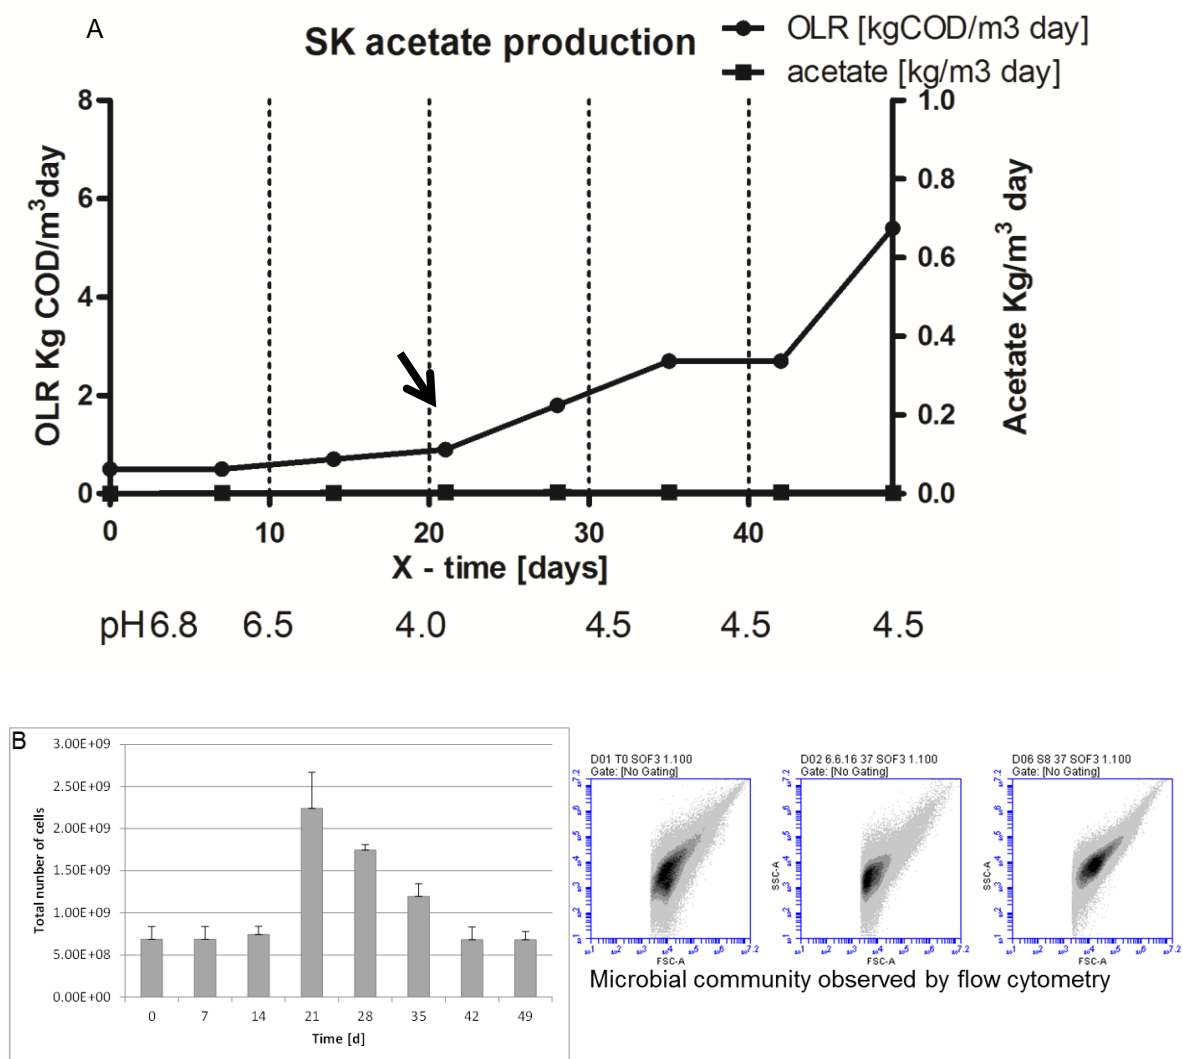 A
SK acetate production
OLR [kgCOD/m3 day]
acetate [kg/m3 day]
OLR Kg COD/m³day
8
6
4
2
0
1.0
0.8
0.6
0.4
0.2
0.0
Acetate Kg/m³ day
0 10 20 30 40
X - time [days]
pH 6.8 6.5 4.0 4.5 4.5 4.5
B
Total number of cells
3.00E+09
2.50E+09
2.00E+09
1.50E+09
1.00E+09
5.00E+08
0.00E+00
0 7 14 21 28 35 42 49
Time [d]
D01 T0 SOF3 1.100
Gate: [No Gating]
FSC-A
D02 6.6.16 37 SOF3 1.100
Gate: [No Gating]
SSC-A
FSC-A
D06 S8 37 SOF3 1.100
Gate: [No Gating]
SSC-A
FSC-A
Microbial community observed by flow cytometry